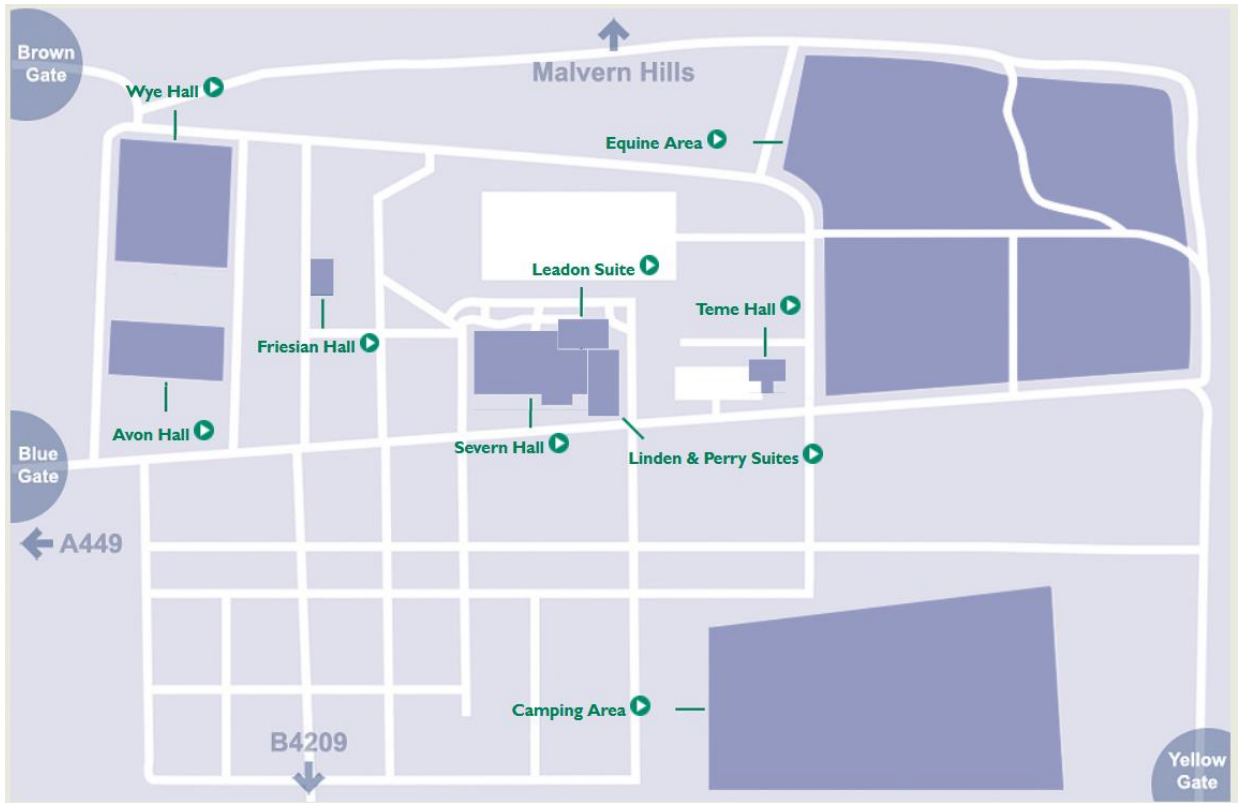 Brown
Gate
Malvern Hills
Wye Hall
Equine Area
Leadon Suite
Teme Hall
Friesian Hall
Avon Hall
Severn Hall
Linden & Perry Suites
Blue
Gate
A449
Camping Area
B4209
Yellow
Gate